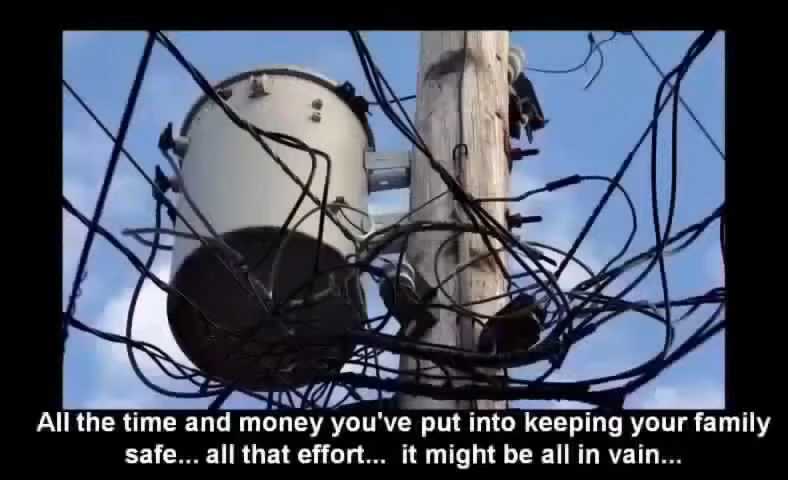 All the time and money you've put into keeping your family
safe... all that effort...  it might be all in vain...